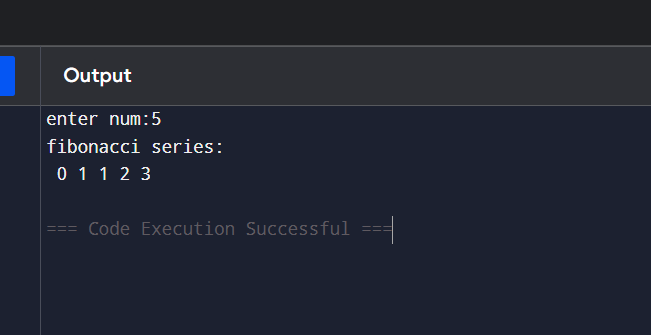 Output
enter num:5
fibonacci series:
0 1 1 2 3
=== Code Execution Successful ===